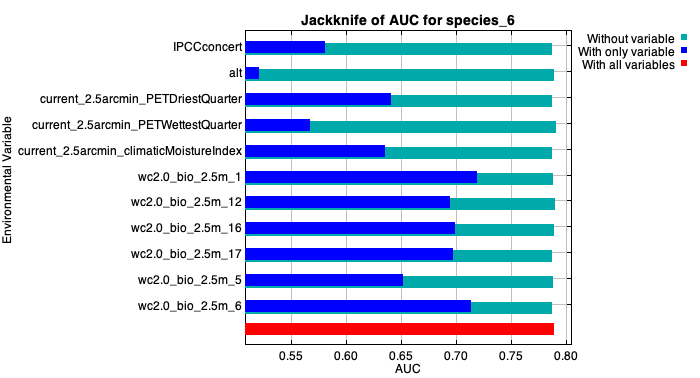 Jackknife of AUC for species_6
Without variable
With only variable
With all variables
Environmental Variable
IPCCconcert
alt
current_2.5arcmin_PETDriestQuarter
current_2.5arcmin_PETWettestQuarter
current_2.5arcmin_climaticMoistureIndex
wc2.0_bio_2.5m_1
wc2.0_bio_2.5m_12
wc2.0_bio_2.5m_16
wc2.0_bio_2.5m_17
wc2.0_bio_2.5m_5
wc2.0_bio_2.5m_6
0.55 0.60 0.65 0.70 0.75 0.80
AUC